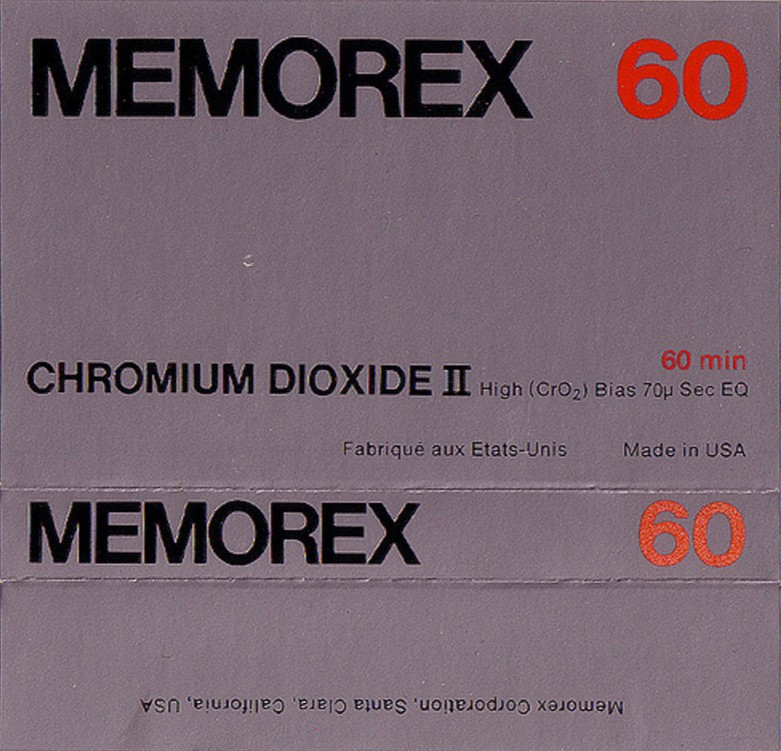 MEMOREX 60
60 min
CHROMIUM DIOXIDE II High (CrO₂) Bias 70µ Sec EQ
Fabriqué aux Etats-Unis Made in USA
MEMOREX 60
Memorex Corporation, Santa Clara, California, USA